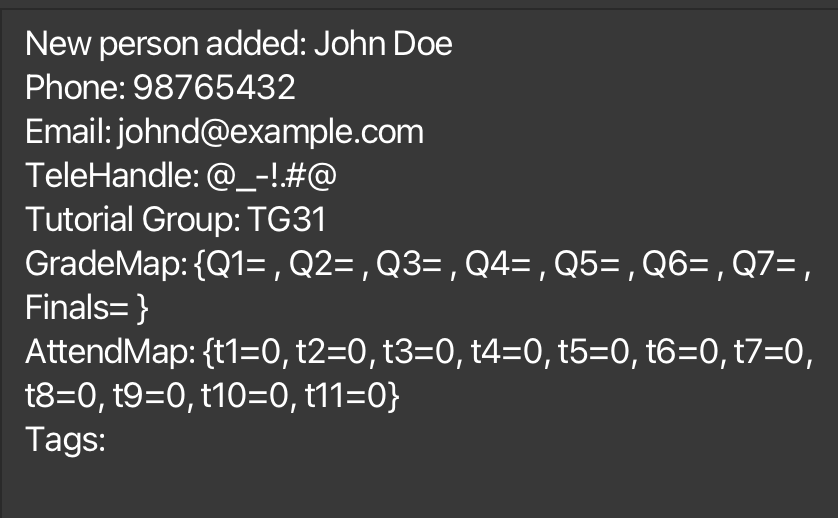 New person added: John Doe
Phone: 98765432
Email: johnd@example.com
TeleHandle: @_-!.#@
Tutorial Group: TG31
GradeMap: {Q1= , Q2= , Q3= , Q4= , Q5= , Q6= , Q7= ,
Finals= }
AttendMap: {t1=0, t2=0, t3=0, t4=0, t5=0, t6=0, t7=0,
t8=0, t9=0, t10=0, t11=0}
Tags: